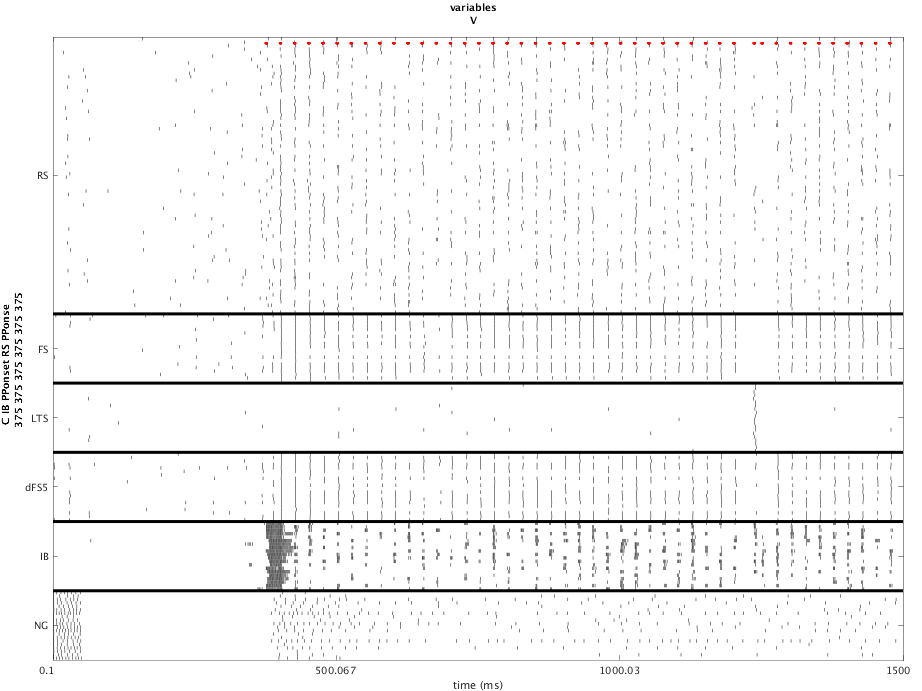 variables
V
C IB PPonset RS PPonse
375 375 375 375 375 375
RS
FS
LTS
dFS5
IB
NG
0.1
500.067
1000.03
1500
time (ms)